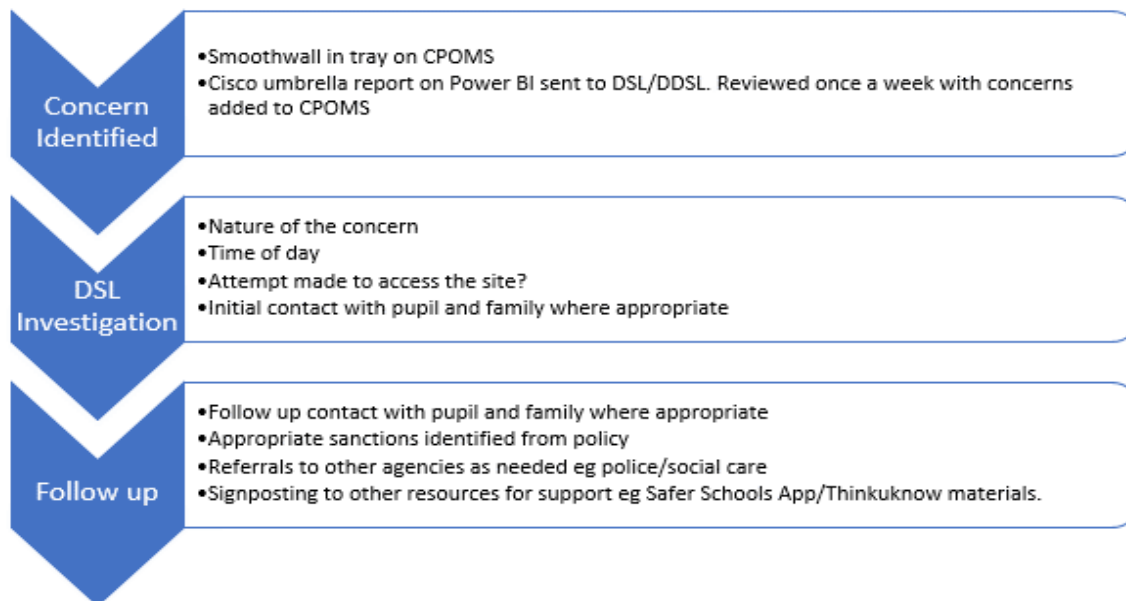 Concern
Identified
•Smoothwall in tray on CPOMS
•Cisco umbrella report on Power BI sent to DSL/DDSL. Reviewed once a week with concerns
added to CPOMS
DSL
Investigation
•Nature of the concern
•Time of day
•Attempt made to access the site?
•Initial contact with pupil and family where appropriate
Follow up
•Follow up contact with pupil and family where appropriate
•Appropriate sanctions identified from policy
•Referrals to other agencies as needed eg police/social care
•Signposting to other resources for support eg Safer Schools App/Thinkuknow materials.